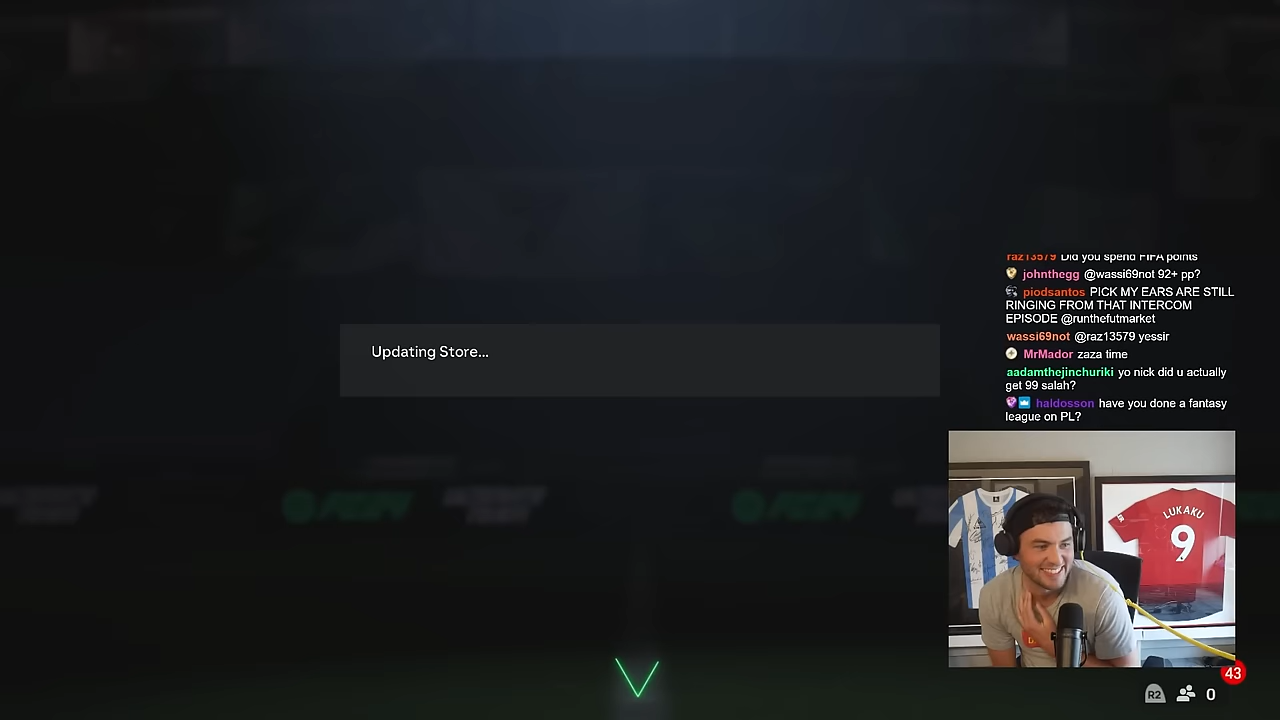 raz13579 Did you spend FIFA points
johnthegg @wassi69not 92+ pp?
piodsantos PICK MY EARS ARE STILL
RINGING FROM THAT INTERCOM
EPISODE @runthefutmarket
wassi69not @raz13579 yessir
MrMador zaza time
aadamthejinchuriki yo nick did u actually
get 99 salah?
haldosson have you done a fantasy
league on PL?
Updating Store...
LUKAKU
9
43
R2
0